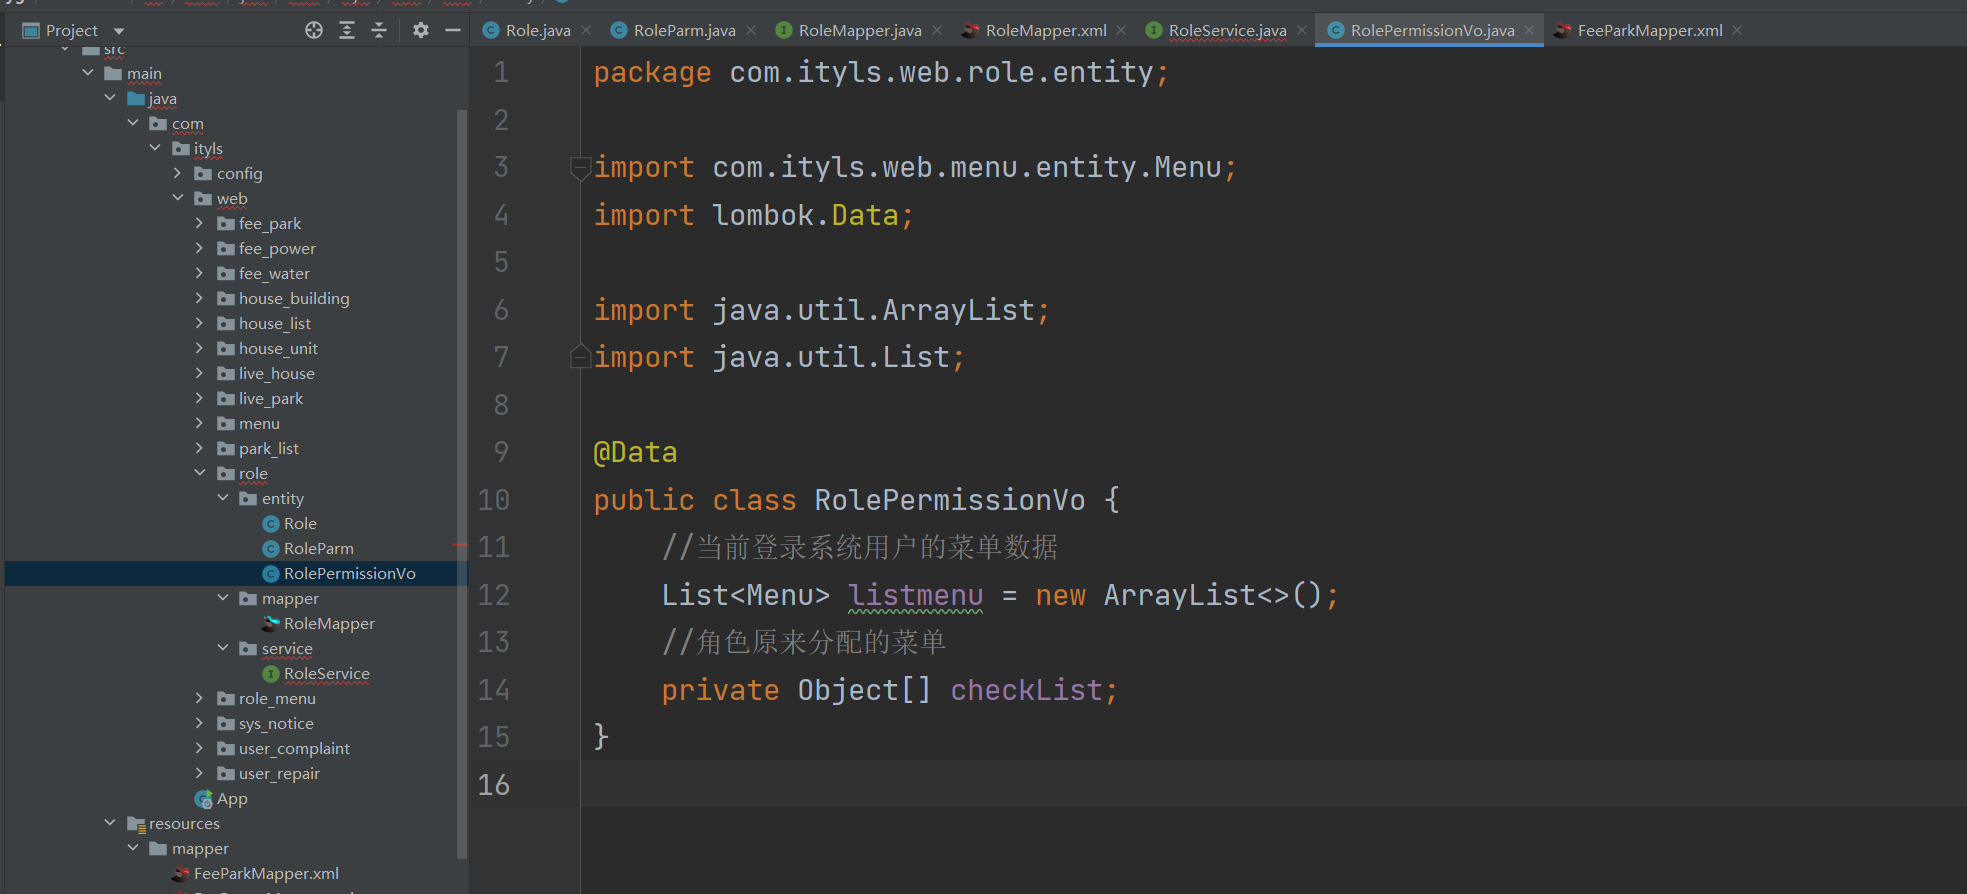 Project
Role.java
RoleParm.java
RoleMapper.java
RoleMapper.xml
RoleService.java
RolePermissionVo.java
FeeParkMapper.xml
src
main
java
com
ityls
config
web
fee_park
fee_power
fee_water
house_building
house_list
house_unit
live_house
live_park
menu
park_list
role
entity
Role
RoleParm
RolePermissionVo
mapper
RoleMapper
service
RoleService
role_menu
sys_notice
user_complaint
user_repair
App
resources
mapper
FeeParkMapper.xml
1 package com.ityls.web.role.entity;
2
3 import com.ityls.web.menu.entity.Menu;
4 import lombok.Data;
5
6 import java.util.ArrayList;
7 import java.util.List;
8
9 @Data
10 public class RolePermissionVo {
11 //当前登录系统用户的菜单数据
12 List<Menu> listmenu = new ArrayList<>();
13 //角色原来分配的菜单
14 private Object[] checkList;
15 }
16